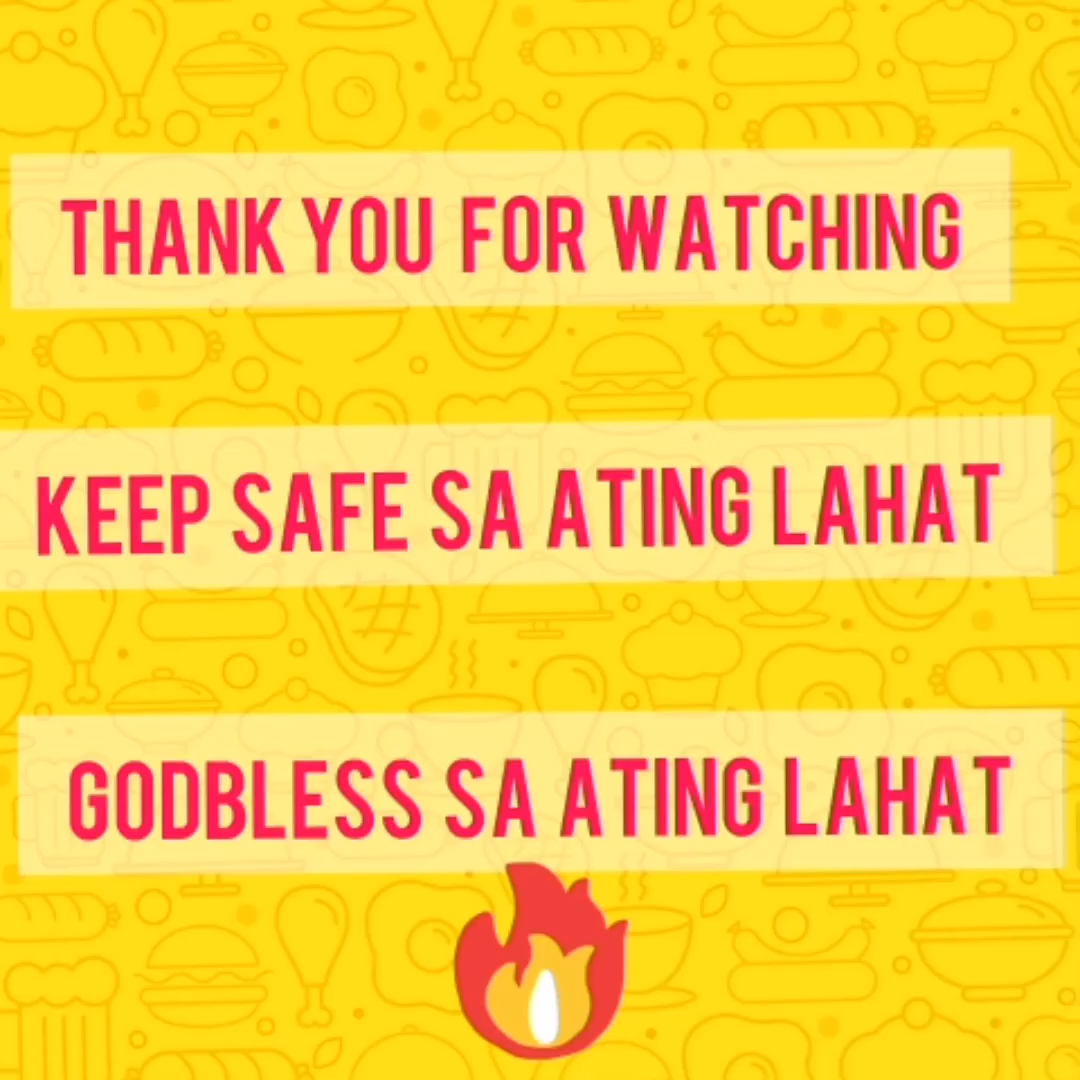 THANK YOU FOR WATCHING
KEEP SAFE SA ATING LAHAT
GODBLESS SA ATING LAHAT